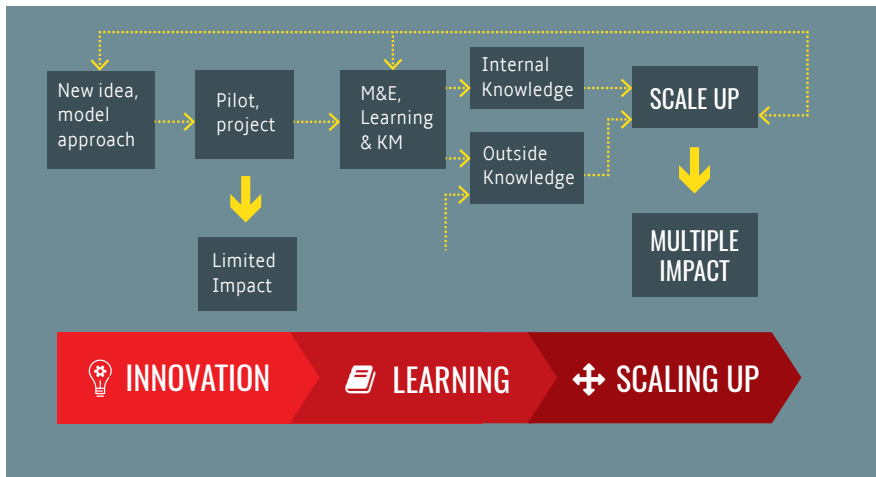 New idea,
model
approach
Pilot,
project
M&E,
Learning
& KM
Internal
Knowledge
Outside
Knowledge
SCALE UP
Limited
Impact
MULTIPLE
IMPACT
INNOVATION
LEARNING
SCALING UP